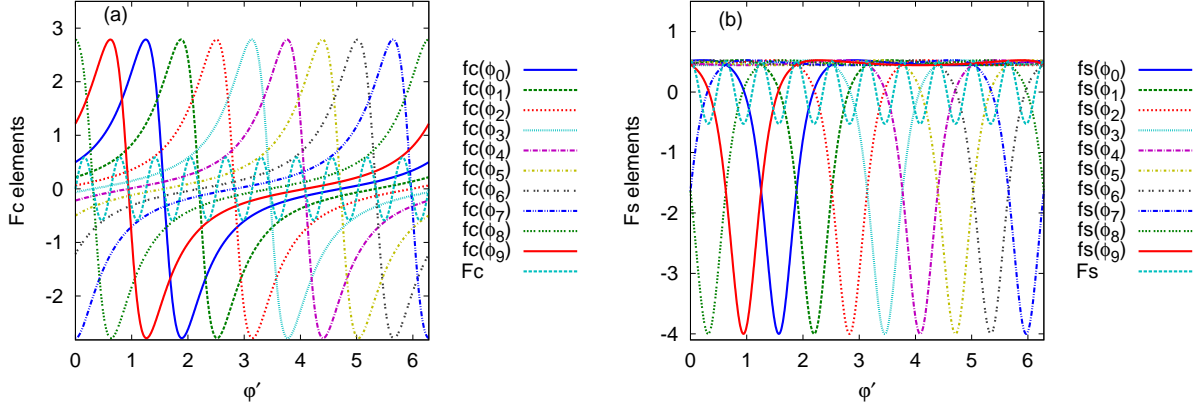 (a)
Fc elements
3
2
1
0
-1
-2
0 1 2 3 4 5 6
φ′
fc(ϕ0)
fc(ϕ1)
fc(ϕ2)
fc(ϕ3)
fc(ϕ4)
fc(ϕ5)
fc(ϕ6)
fc(ϕ7)
fc(ϕ8)
fc(ϕ9)
Fc
(b)
Fs elements
1
0
-1
-2
-3
-4
0 1 2 3 4 5 6
φ′
fs(ϕ0)
fs(ϕ1)
fs(ϕ2)
fs(ϕ3)
fs(ϕ4)
fs(ϕ5)
fs(ϕ6)
fs(ϕ7)
fs(ϕ8)
fs(ϕ9)
Fs